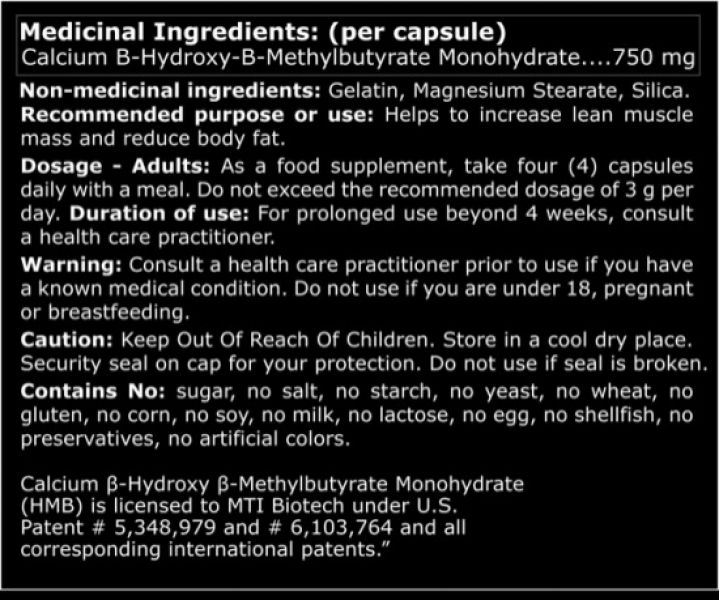 Medicinal Ingredients: (per capsule)
Calcium B-Hydroxy-B-Methylbutyrate Monohydrate....750 mg
Non-medicinal ingredients: Gelatin, Magnesium Stearate, Silica.
Recommended purpose or use: Helps to increase lean muscle
mass and reduce body fat.
Dosage - Adults: As a food supplement, take four (4) capsules
daily with a meal. Do not exceed the recommended dosage of 3 g per
day. Duration of use: For prolonged use beyond 4 weeks, consult
a health care practitioner.
Warning: Consult a health care practitioner prior to use if you have
a known medical condition. Do not use if you are under 18, pregnant
or breastfeeding.
Caution: Keep Out Of Reach Of Children. Store in a cool dry place.
Security seal on cap for your protection. Do not use if seal is broken.
Contains No: sugar, no salt, no starch, no yeast, no wheat, no
gluten, no corn, no soy, no milk, no lactose, no egg, no shellfish, no
preservatives, no artificial colors.
Calcium β-Hydroxy β-Methylbutyrate Monohydrate
(HMB) is licensed to MTI Biotech under U.S.
Patent # 5,348,979 and # 6,103,764 and all
corresponding international patents.”